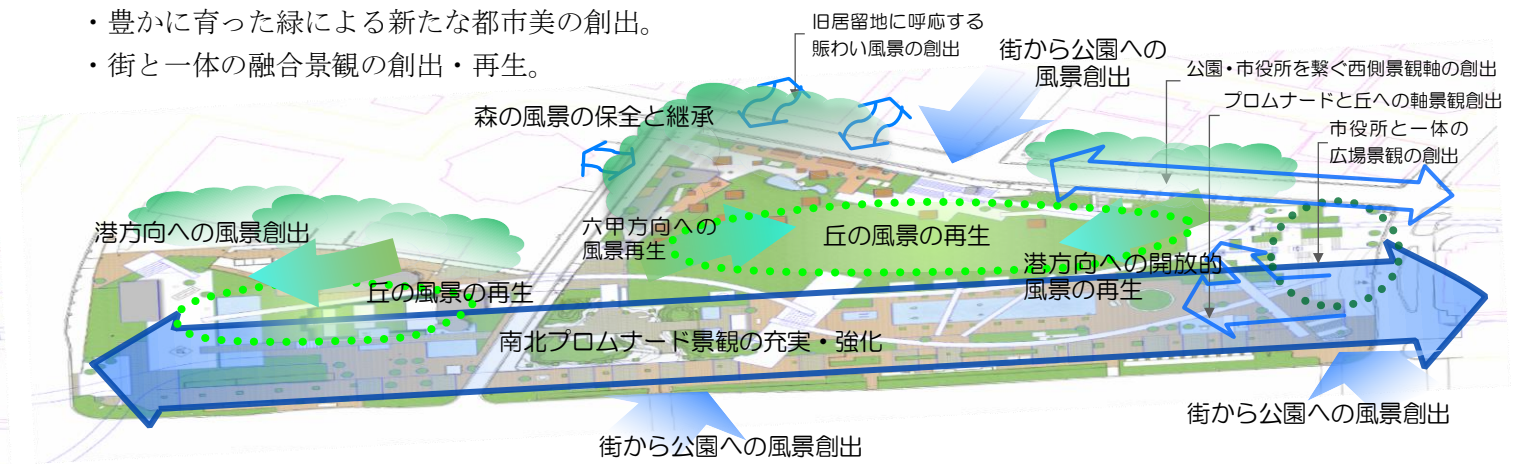 ・豊かに育った緑による新たな都市美の創出。
・街と一体の融合景観の創出・再生。
旧居留地に呼応する
賑わい風景の創出
街から公園への
風景創出
公園・市役所を繋ぐ西側景観軸の創出
プロムナードと丘への軸景観創出
市役所と一体の
広場景観の創出
森の風景の保全と継承
港方向への風景創出
六甲方向への
風景再生
丘の風景の再生
港方向への開放的
風景の再生
丘の風景の再生
南北プロムナード景観の充実・強化
街から公園への風景創出
街から公園への風景創出